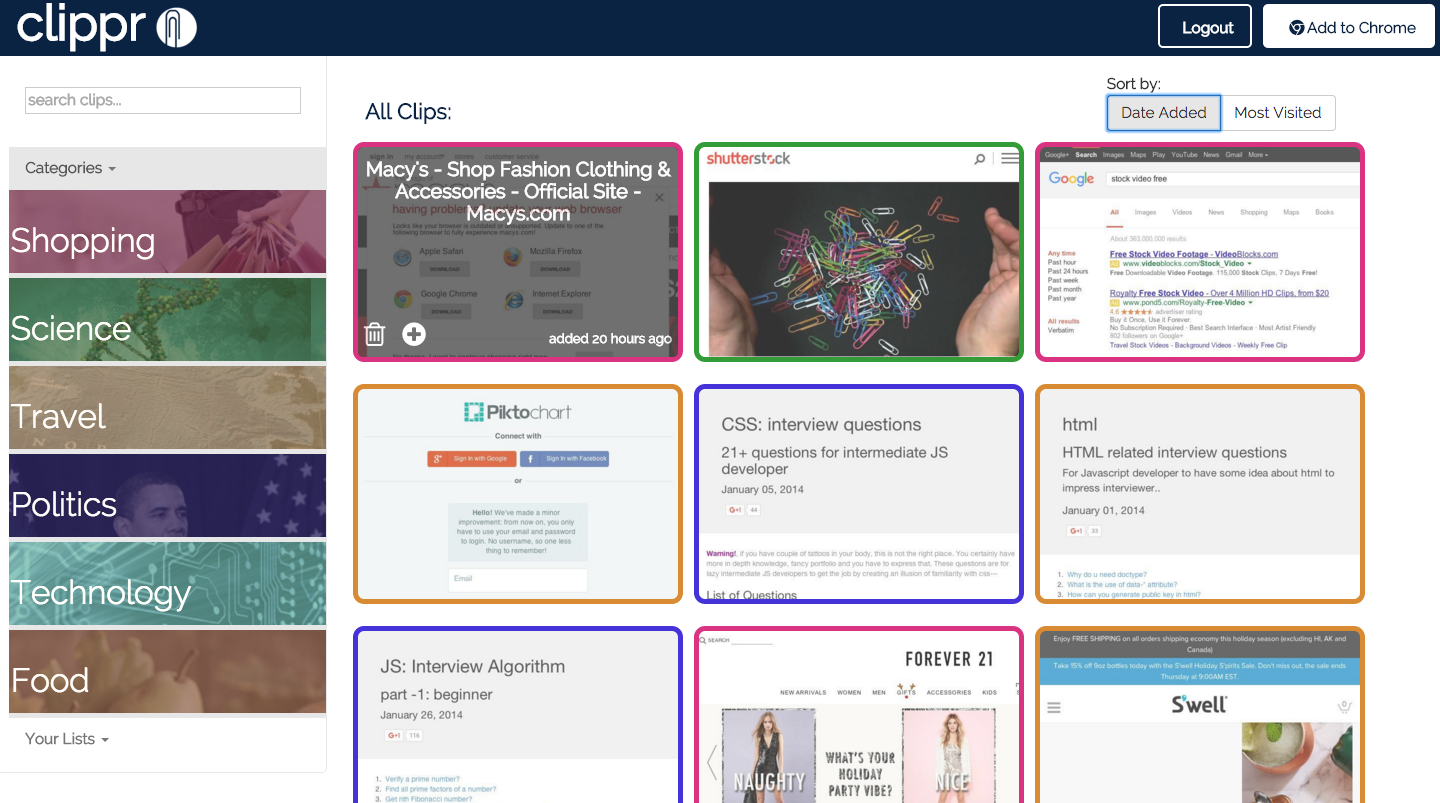 clippr
Logout
Add to Chrome
search clips...
Categories
Shopping
Science
Travel
Politics
Technology
Food
Your Lists
All Clips:
Sort by:
Date Added
Most Visited
Macy's - Shop Fashion Clothing &
Accessories - Official Site -
Macys.com
having problem
your web browser
Looks like your browser is outdated or unsupported. Update to one of the
following browser to fully experience macys.com!
Apple Safari
DOWNLOAD
Mozilla Firefox
DOWNLOAD
Google Chrome
DOWNLOAD
Internet Explorer
DOWNLOAD
added 20 hours ago
shutterstock
Google+ Search Images Maps Play YouTube News Gmail More
Google
stock video free
All Images Videos News Shopping Maps Books
About 363,000,000 results
Any time
Past hour
Past 24 hours
Past week
Past month
Past year
All results
Verbatim
Free Stock Video Footage - VideoBlocks.com
Ad www.videoblocks.com/Stock_Video
Free Downloadable Video Footage. 115,000 Stock Clips, 7 Days Free!
Royalty Free Stock Video - Over 4 Million HD Clips, from $20
Ad www.pond5.com/Royalty-Free-Video
4.6 advertiser rating
Buy it Once, Use it Forever.
No Subscription Required · Best Search Interface · Most Artist Friendly
802 followers on Google+
Travel Stock Videos - Background Videos - Weekly Free Clip
Piktochart
Connect with
Sign In with Google
Sign In with Facebook
or
Hello! We've made a minor
improvement: from now on, you only
have to use your email and password
to login. No username, so one less
thing to remember!
Email
CSS: interview questions
21+ questions for intermediate JS
developer
January 05, 2014
G+1 44
Warning!, if you have couple of tattoos in your body, this is not the right place. You certainly have
more in depth knowledge, fancy portfolio and you have to express that. These questions are for
lazy intermediate JS developers to get the job by creating an illusion of familiarity with css—
List of Questions
html
HTML related interview questions
For Javascript developer to have some idea about html to
impress interviewer..
January 01, 2014
G+1 33
1. Why do u need doctype?
2. What is the use of data-* attribute?
3. How can you generate public key in html?
JS: Interview Algorithm
part -1: beginner
January 26, 2014
G+1 116
1. Verify a prime number?
2. Find all prime factors of a number?
3. Get nth Fibonacci number?
SEARCH
FOREVER 21
NEW ARRIVALS WOMEN MEN GIFTS ACCESSORIES KIDS
NAUGHTY
WHAT'S YOUR
HOLIDAY
PARTY VIBE?
NICE
Enjoy FREE SHIPPING on all orders shipping economy this holiday season (excluding HI, AK and
Canada)
Take 15% off 9oz bottles today with the S'well Holiday S'pirits Sale. Don't miss out, the sale ends
Thursday at 9:00AM EST.
S'well
0